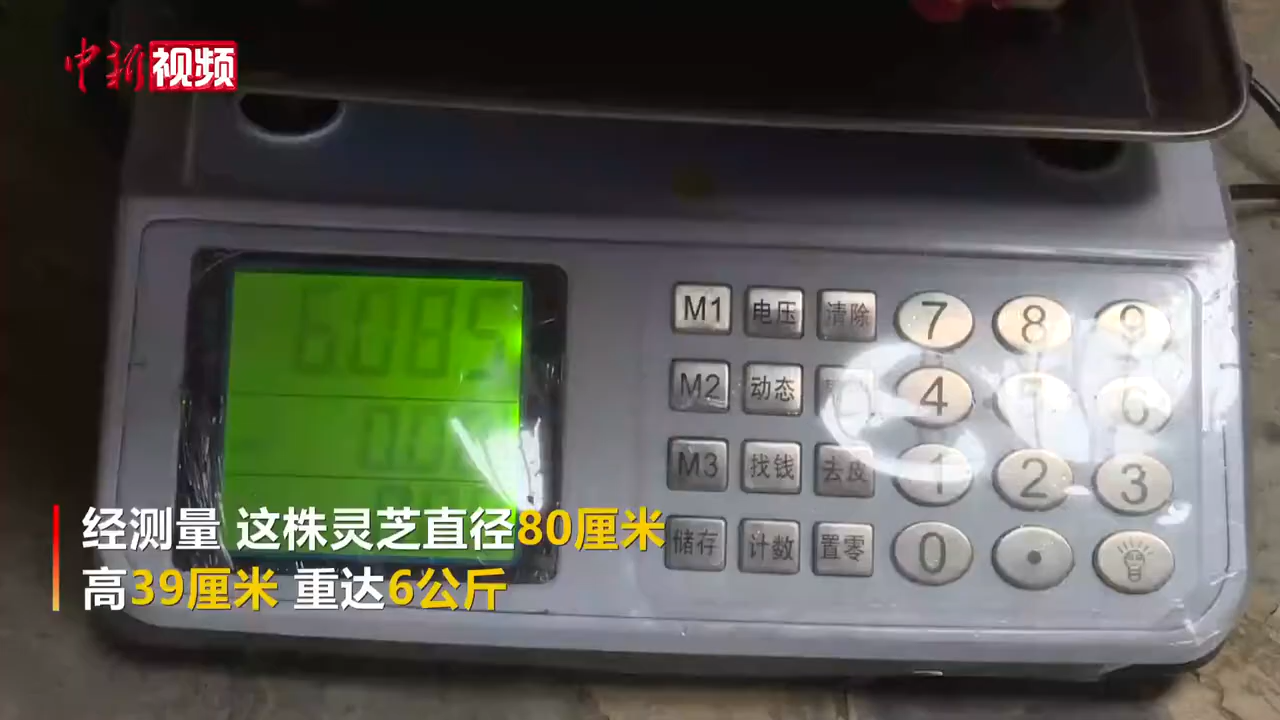 中新视频
6.085
M1 电压 清除 7 8 9
M2 动态 4 5 6
M3 找钱 去皮 1 2 3
储存 计数 置零 0 .
经测量 这株灵芝直径80厘米
高39厘米 重达6公斤